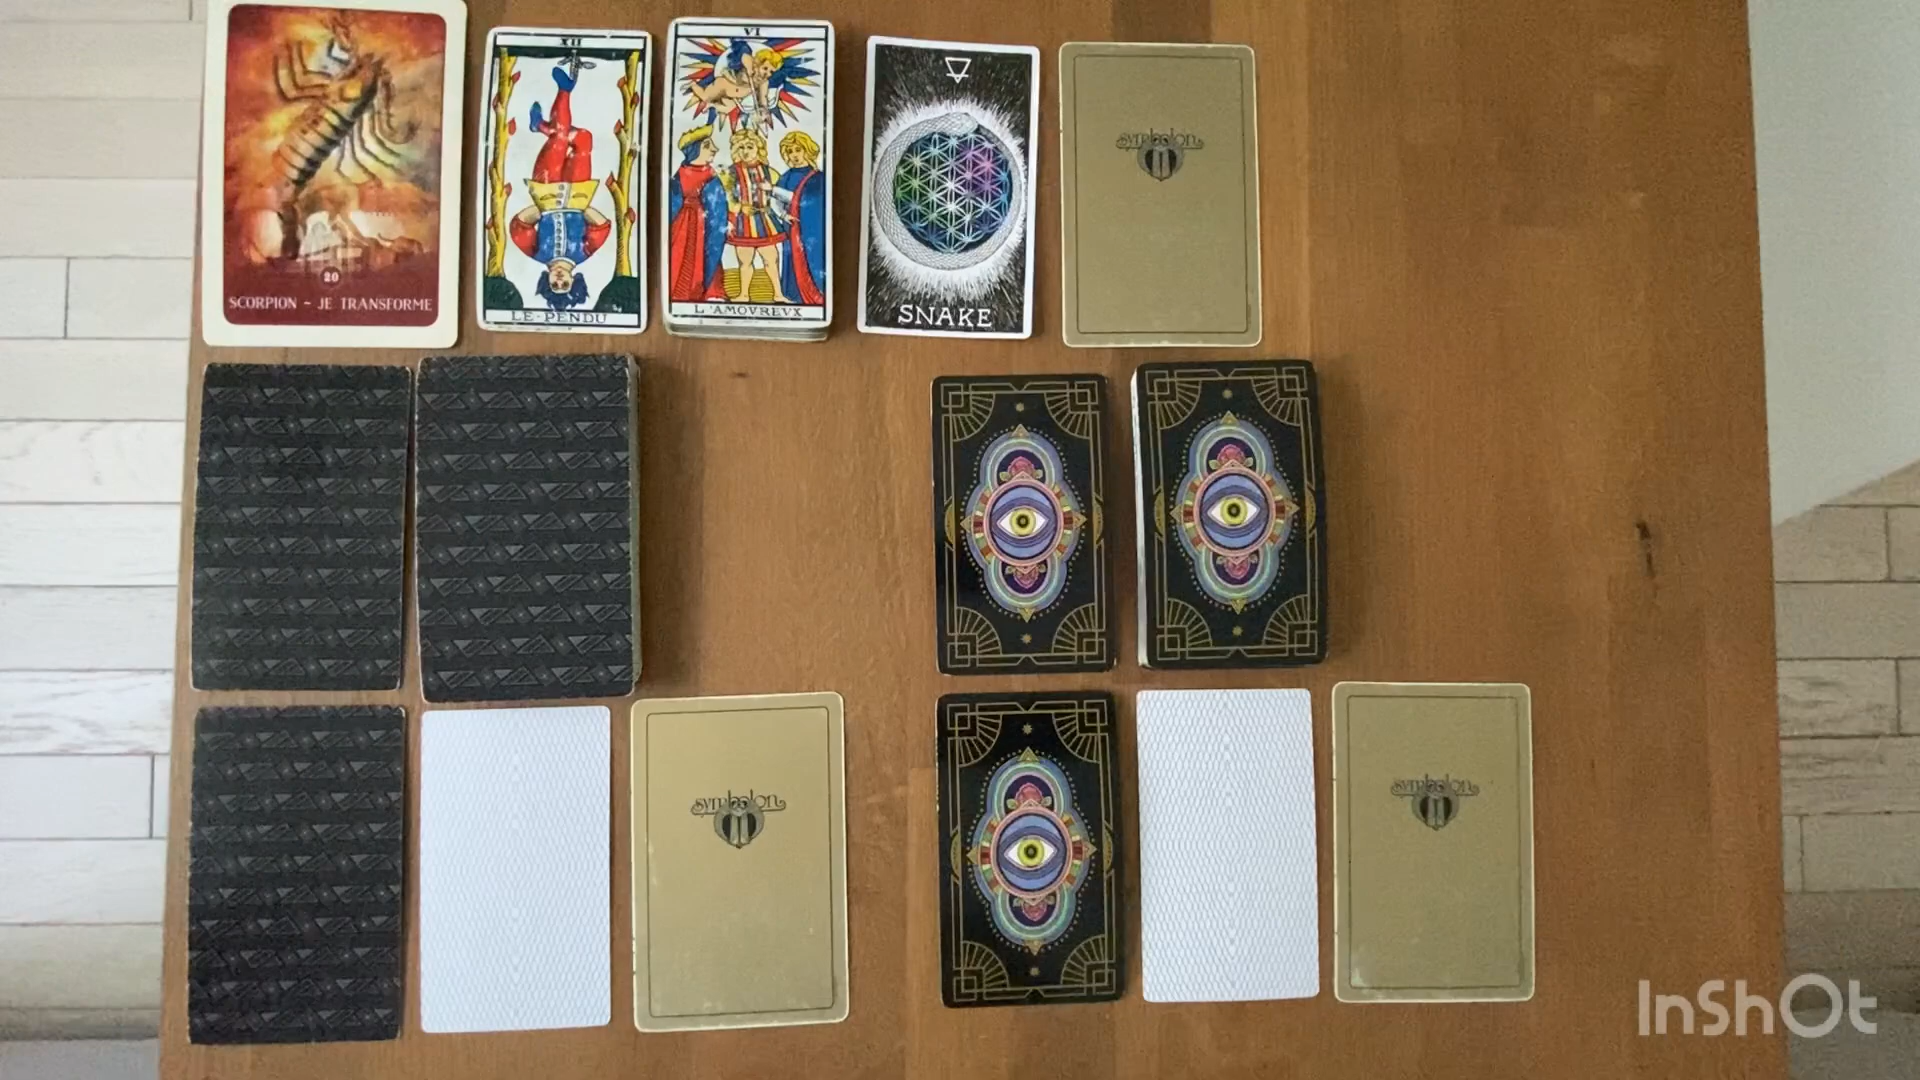 XII
VI
20
SCORPION ~ JE TRANSFORME
LE·PENDU
L'AMOVREVX
SNAKE
symbolon
symbolon
symbolon
InShOt